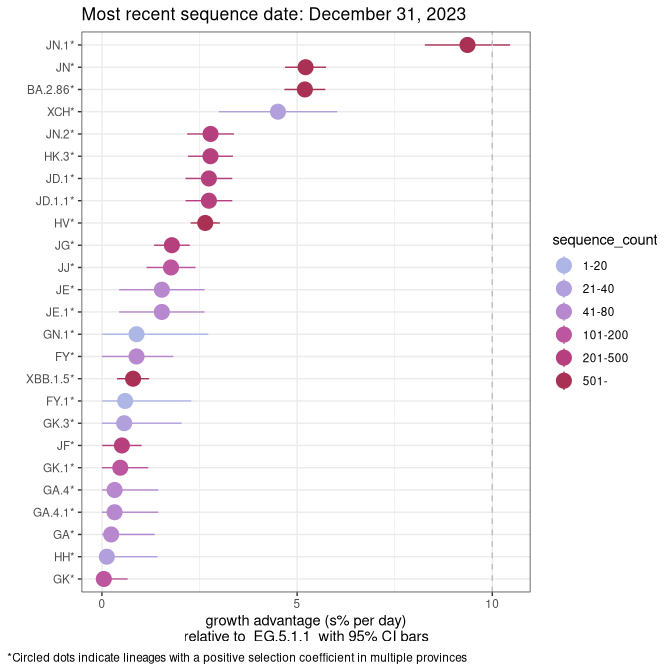 Most recent sequence date: December 31, 2023
JN.1*
JN*
BA.2.86*
XCH*
JN.2*
HK.3*
JD.1*
JD.1.1*
HV*
JG*
JJ*
JE*
JE.1*
GN.1*
FY*
XBB.1.5*
FY.1*
GK.3*
JF*
GK.1*
GA.4*
GA.4.1*
GA*
HH*
GK*
0
5
10
growth advantage (s% per day)
relative to EG.5.1.1 with 95% CI bars
sequence_count
1-20
21-40
41-80
101-200
201-500
501-
*Circled dots indicate lineages with a positive selection coefficient in multiple provinces